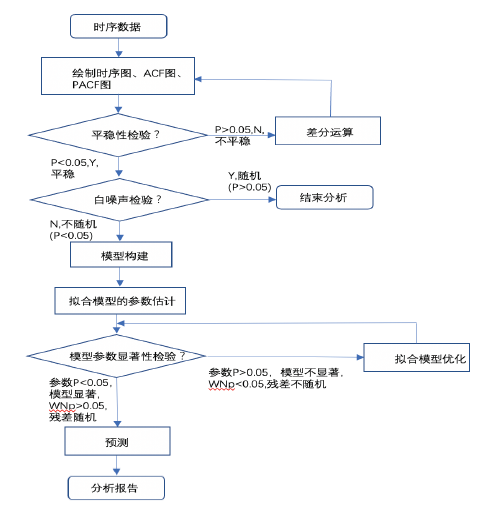 时序数据
绘制时序图、ACF图、
PACF图
平稳性检验？
P>0.05,N,
不平稳
差分运算
P<0.05,Y,
平稳
Y,随机
(P>0.05)
白噪声检验？
结束分析
N,不随机
(P<0.05)
模型构建
拟合模型的参数估计
模型参数显著性检验？
拟合模型优化
参数P>0.05，模型不显著，
WNp<0.05,残差不随机
参数P<0.05，
模型显著，
WNp>0.05,
残差随机
预测
分析报告